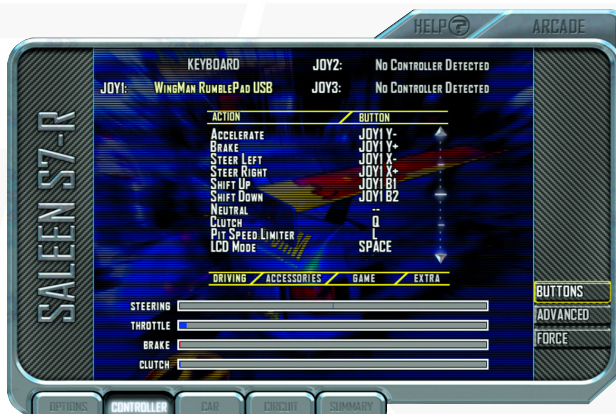 HELP? ARCADE
KEYBOARD JOY2: No Controller Detected
JOY1: WingMan RumblePad USB JOY3: No Controller Detected
SALEEN S7-R
ACTION BUTTON
Accelerate JOY1 Y-
Brake JOY1 Y+
Steer Left JOY1 X-
Steer Right JOY1 X+
Shift Up JOY1 B1
Shift Down JOY1 B2
Neutral --
Clutch Q
Pit Speed Limiter L
LCD Mode SPACE
DRIVING ACCESSORIES GAME EXTRA
STEERING
THROTTLE
BRAKE
CLUTCH
BUTTONS
ADVANCED
FORCE
OPTIONS CONTROLLER CAR CIRCUIT SUMMARY